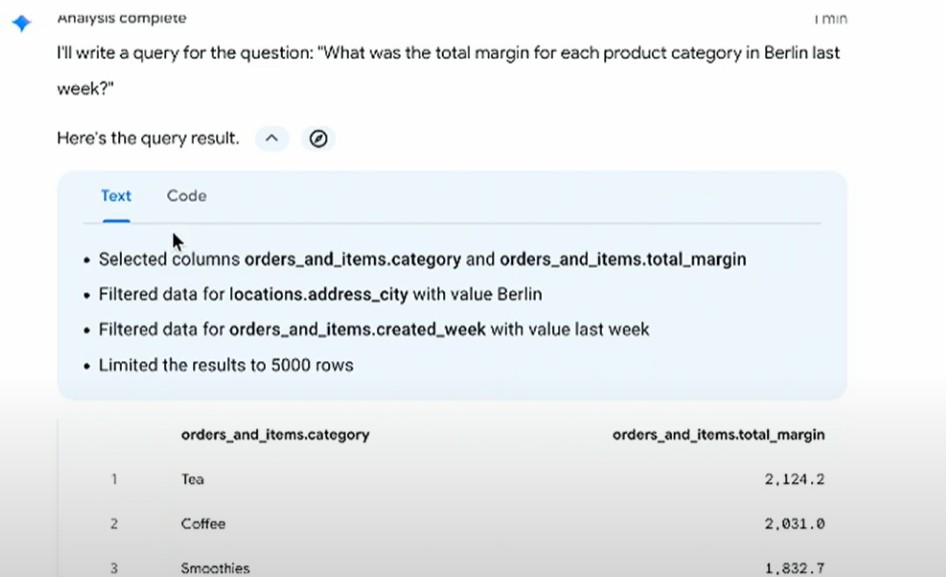 Analysis complete
1 min
I'll write a query for the question: "What was the total margin for each product category in Berlin last
week?"
Here's the query result.
Text Code
• Selected columns orders_and_items.category and orders_and_items.total_margin
• Filtered data for locations.address_city with value Berlin
• Filtered data for orders_and_items.created_week with value last week
• Limited the results to 5000 rows
orders_and_items.category orders_and_items.total_margin
1 Tea 2,124.2
2 Coffee 2,031.0
3 Smoothies 1,832.7